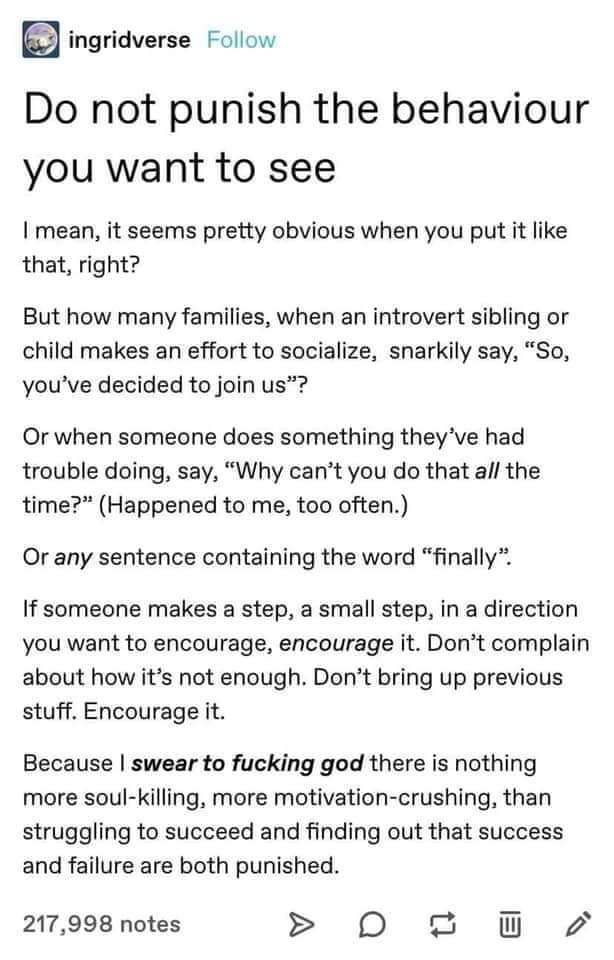 ingridverse Follow
Do not punish the behaviour
you want to see
I mean, it seems pretty obvious when you put it like
that, right?
But how many families, when an introvert sibling or
child makes an effort to socialize,  snarkily say, “So,
you’ve decided to join us”?
Or when someone does something they’ve had
trouble doing, say, “Why can’t you do that all the
time?” (Happened to me, too often.)
Or any sentence containing the word “finally”.
If someone makes a step, a small step, in a direction
you want to encourage, encourage it. Don’t complain
about how it’s not enough. Don’t bring up previous
stuff. Encourage it.
Because I swear to fucking god there is nothing
more soul-killing, more motivation-crushing, than
struggling to succeed and finding out that success
and failure are both punished.
217,998 notes